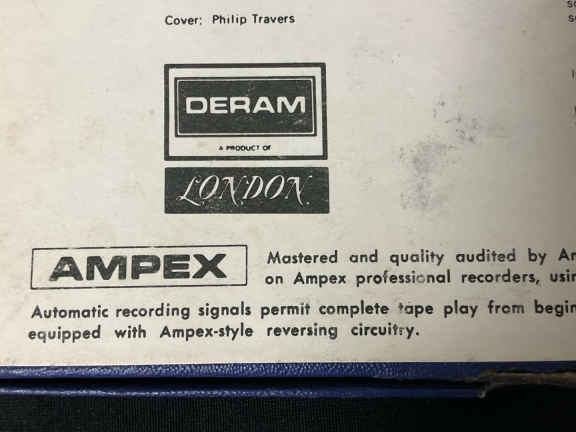 Cover: Philip Travers
DERAM
A PRODUCT OF
LONDON
AMPEX
Mastered and quality audited by
on Ampex professional recorders,
Automatic recording signals permit complete tape play from
equipped with Ampex-style reversing circuitry.